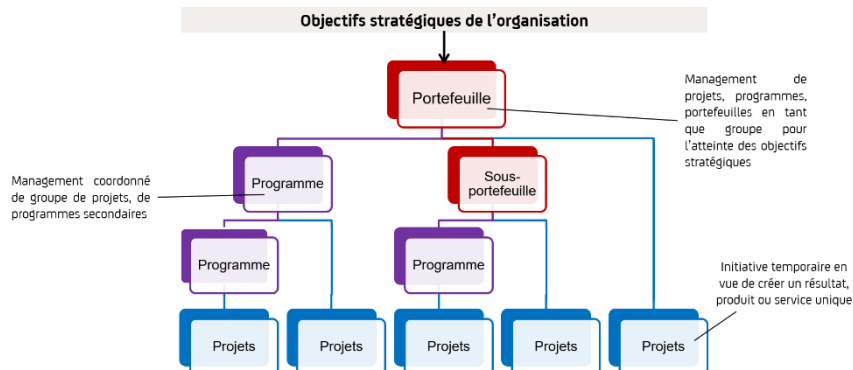 Objectifs stratégiques de l’organisation
Portefeuille
Management de
projets, programmes,
portefeuilles en tant
que groupe pour
l’atteinte des objectifs
stratégiques
Programme
Sous-
portefeuille
Management coordonné
de groupe de projets, de
programmes secondaires
Programme
Programme
Initiative temporaire en
vue de créer un résultat,
produit ou service unique
Projets
Projets
Projets
Projets
Projets